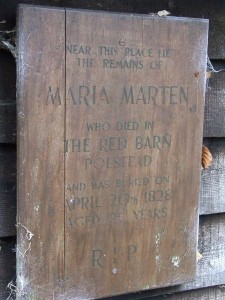 NEAR THIS PLACE LIE
THE REMAINS OF
MARIA MARTEN
WHO DIED IN
THE RED BARN
POLSTEAD
AND WAS BURIED ON
APRIL 20TH 1828
AGED 25 YEARS
R.I.P.